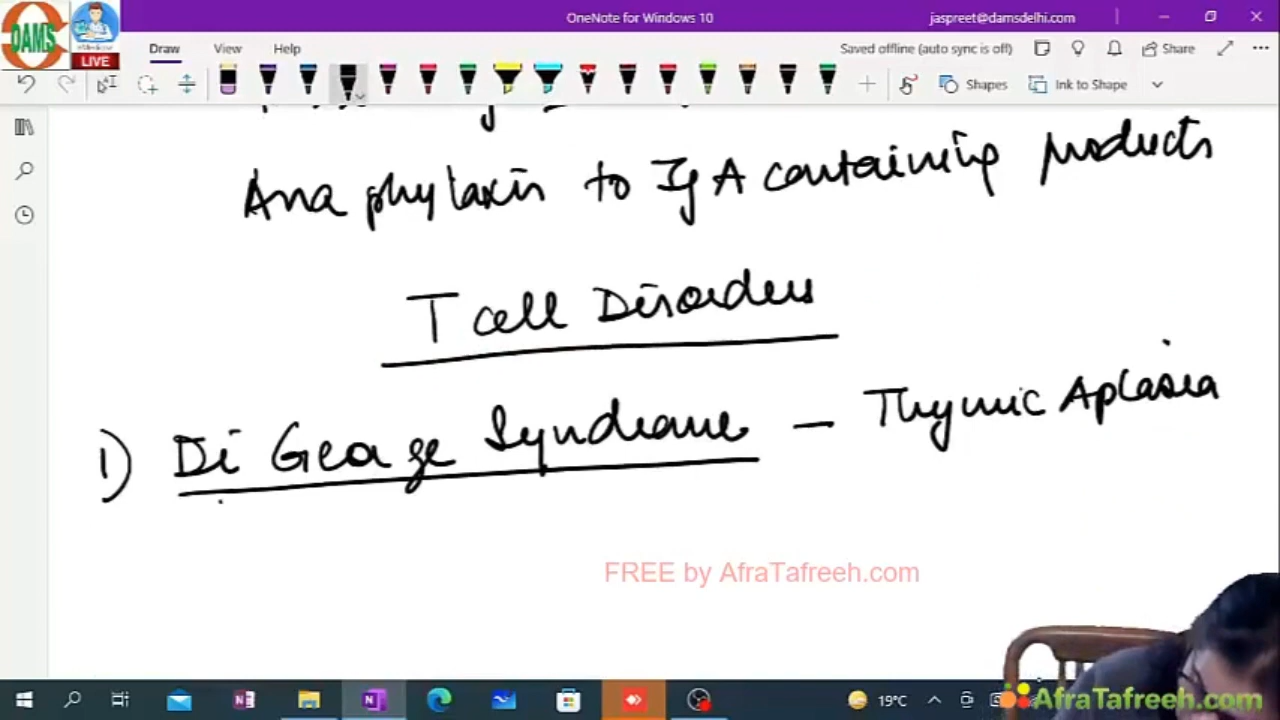 DAMS
eMedicoz
LIVE
OneNote for Windows 10
jaspreet@damsdelhi.com
Draw View Help
Saved offline (auto sync is off)
Share
Shapes
Ink to Shape
Anaphylaxis to IgA containing products
T cell Disorders
1) Di George Syndrome – Thymic Aplasia
FREE by AfraTafreeh.com
19°C
AfraTafreeh.com